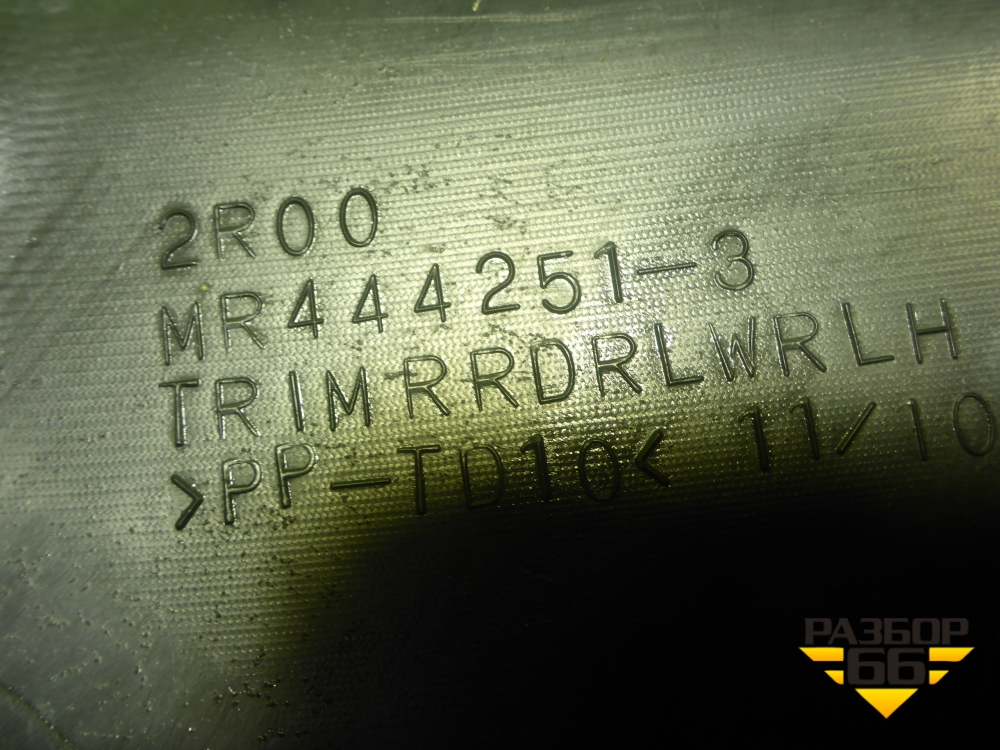 2R00
MR444251-3
TRIMRRDRLWRLH
>PP-TD10< 11/10
РАЗБОР
66